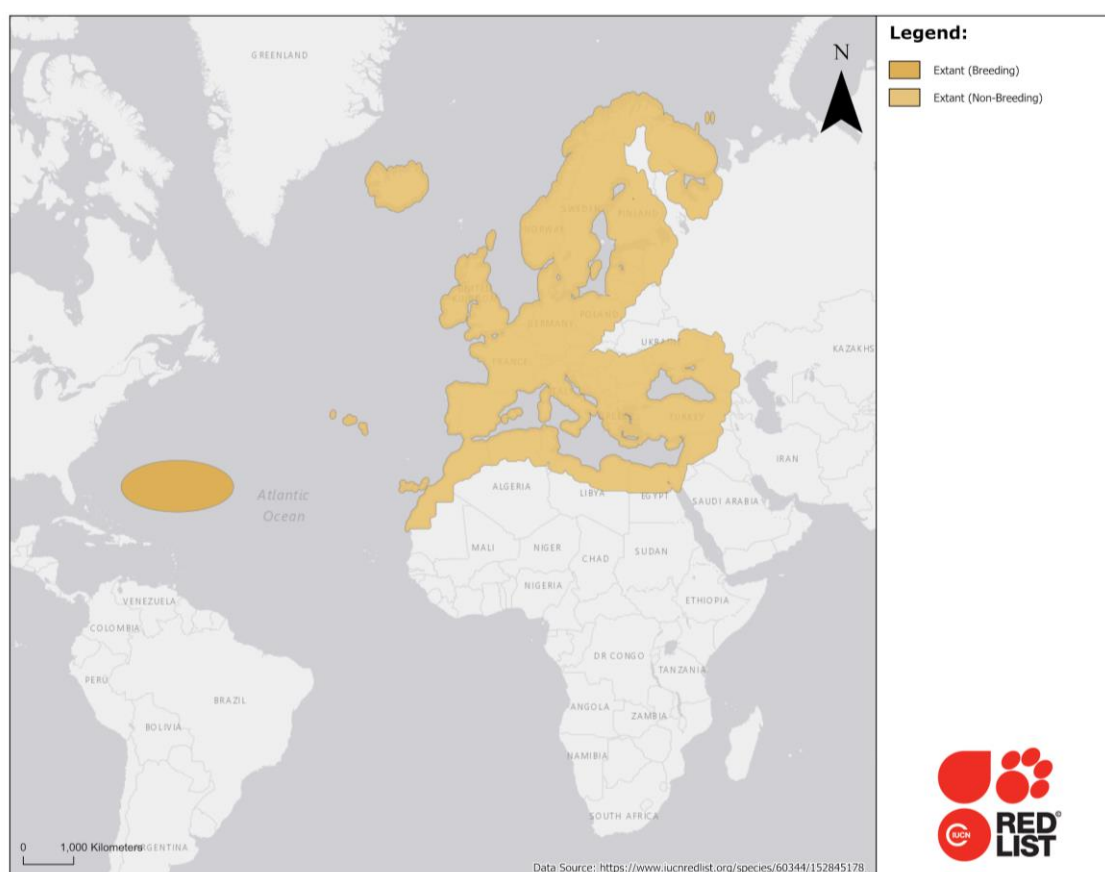 Legend:
Extant (Breeding)
Extant (Non-Breeding)
N
GREENLAND
SWEDEN
FINLAND
NORWAY
UNITED
KINGDOM
POLAND
GERMANY
UKRA
FRANCE
KAZAKHS
TURKEY
IRAN
Atlantic
Ocean
ALGERIA
LIBYA
EGYPT
SAUDI ARABIA
MALI
NIGER
CHAD
SUDAN
NIGERIA
ETHIOPIA
VENEZUELA
COLOMBIA
DR CONGO
TANZANIA
PERU
BRAZIL
ANGOLA
ZAMBIA
BOLIVIA
NAMIBIA
SOUTH AFRICA
0 1,000 Kilometers
ARGENTINA
Data Source: https://www.iucnredlist.org/species/60344/152845178
IUCN
RED
LIST